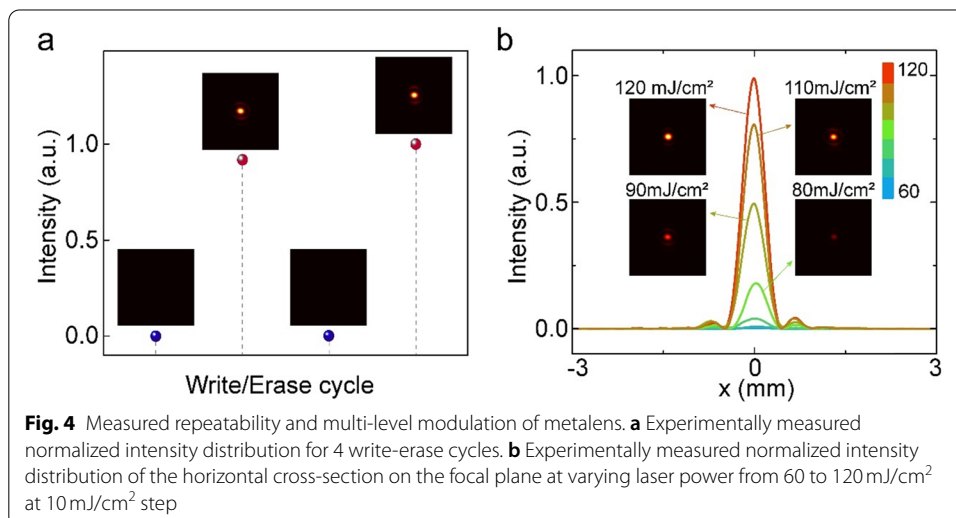 a
Intensity (a.u.)
1.0
0.5
0.0
Write/Erase cycle
b
Intensity (a.u.)
1.0
0.5
0.0
120 mJ/cm²
110mJ/cm²
90mJ/cm²
80mJ/cm²
120
60
-3
0
3
x (mm)
Fig. 4 Measured repeatability and multi-level modulation of metalens. a Experimentally measured
normalized intensity distribution for 4 write-erase cycles. b Experimentally measured normalized intensity
distribution of the horizontal cross-section on the focal plane at varying laser power from 60 to 120 mJ/cm²
at 10 mJ/cm² step